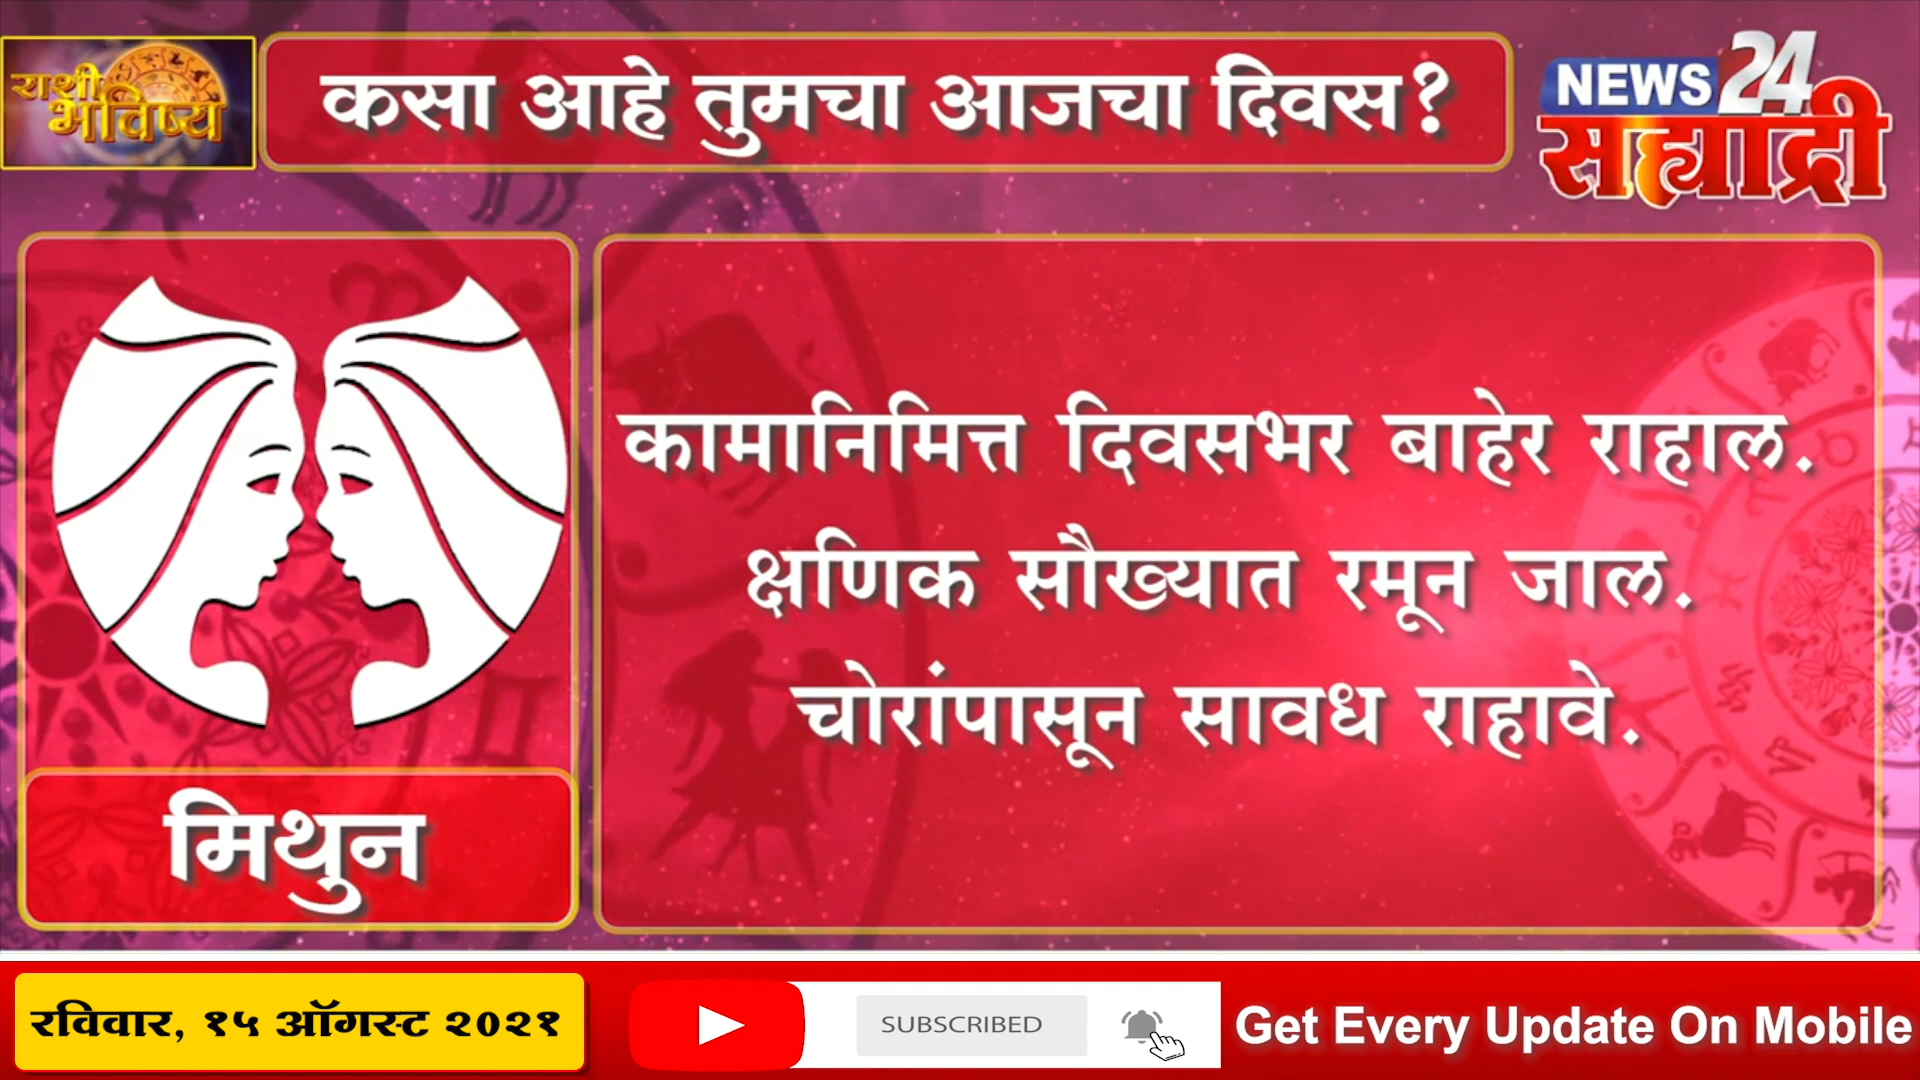 राशी
भविष्य
कसा आहे तुमचा आजचा दिवस?
NEWS 24
सह्याद्री
कामानिमित्त दिवसभर बाहेर राहाल.
क्षणिक सौख्यात रमून जाल.
चोरांपासून सावध राहावे.
मिथुन
रविवार, १५ ऑगस्ट २०२१
SUBSCRIBED
Get Every Update On Mobile